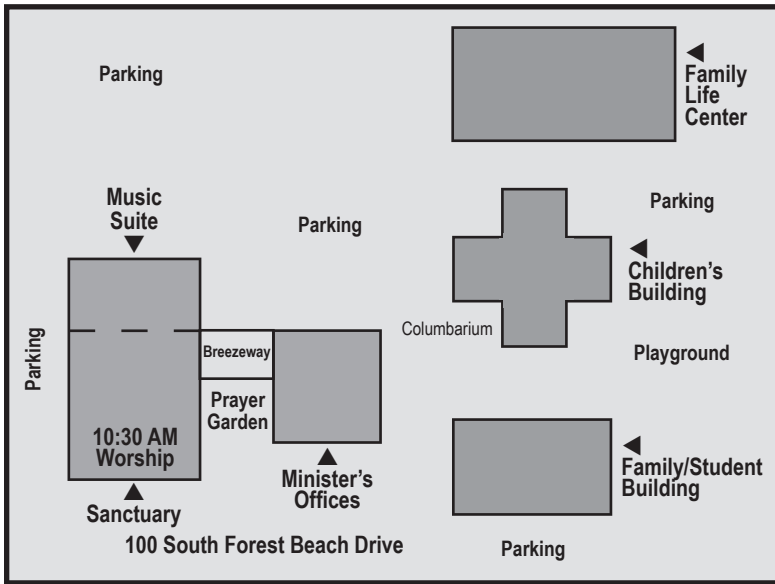 Parking
Family
Life
Center
Music
Suite
Parking
Parking
Children's
Building
Columbarium
Parking
Breezeway
Playground
Prayer
Garden
10:30 AM
Worship
Minister's
Offices
Family/Student
Building
Sanctuary
100 South Forest Beach Drive
Parking